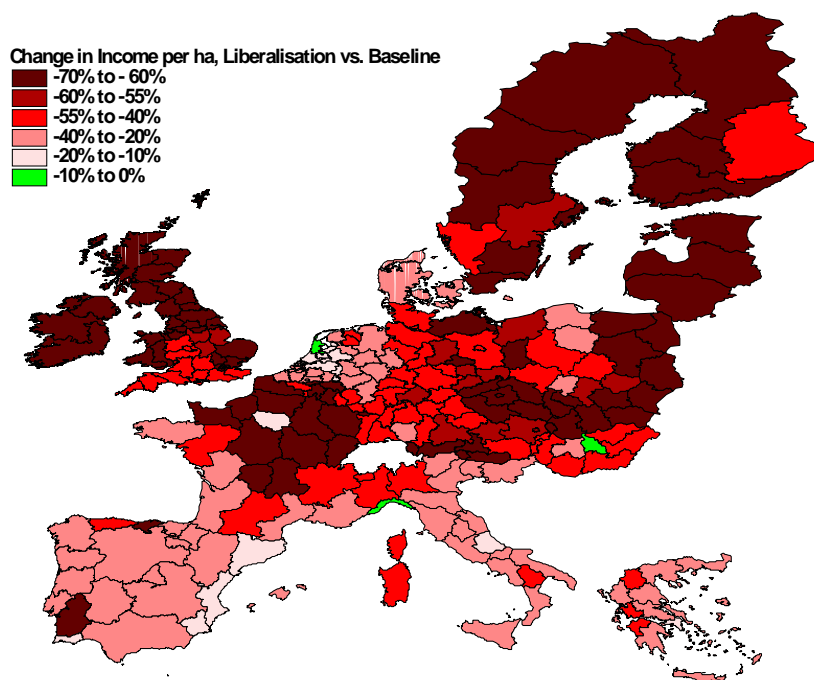 Change in Income per ha, Liberalisation vs. Baseline
-70% to - 60%
-60% to -55%
-55% to -40%
-40% to -20%
-20% to -10%
-10% to 0%